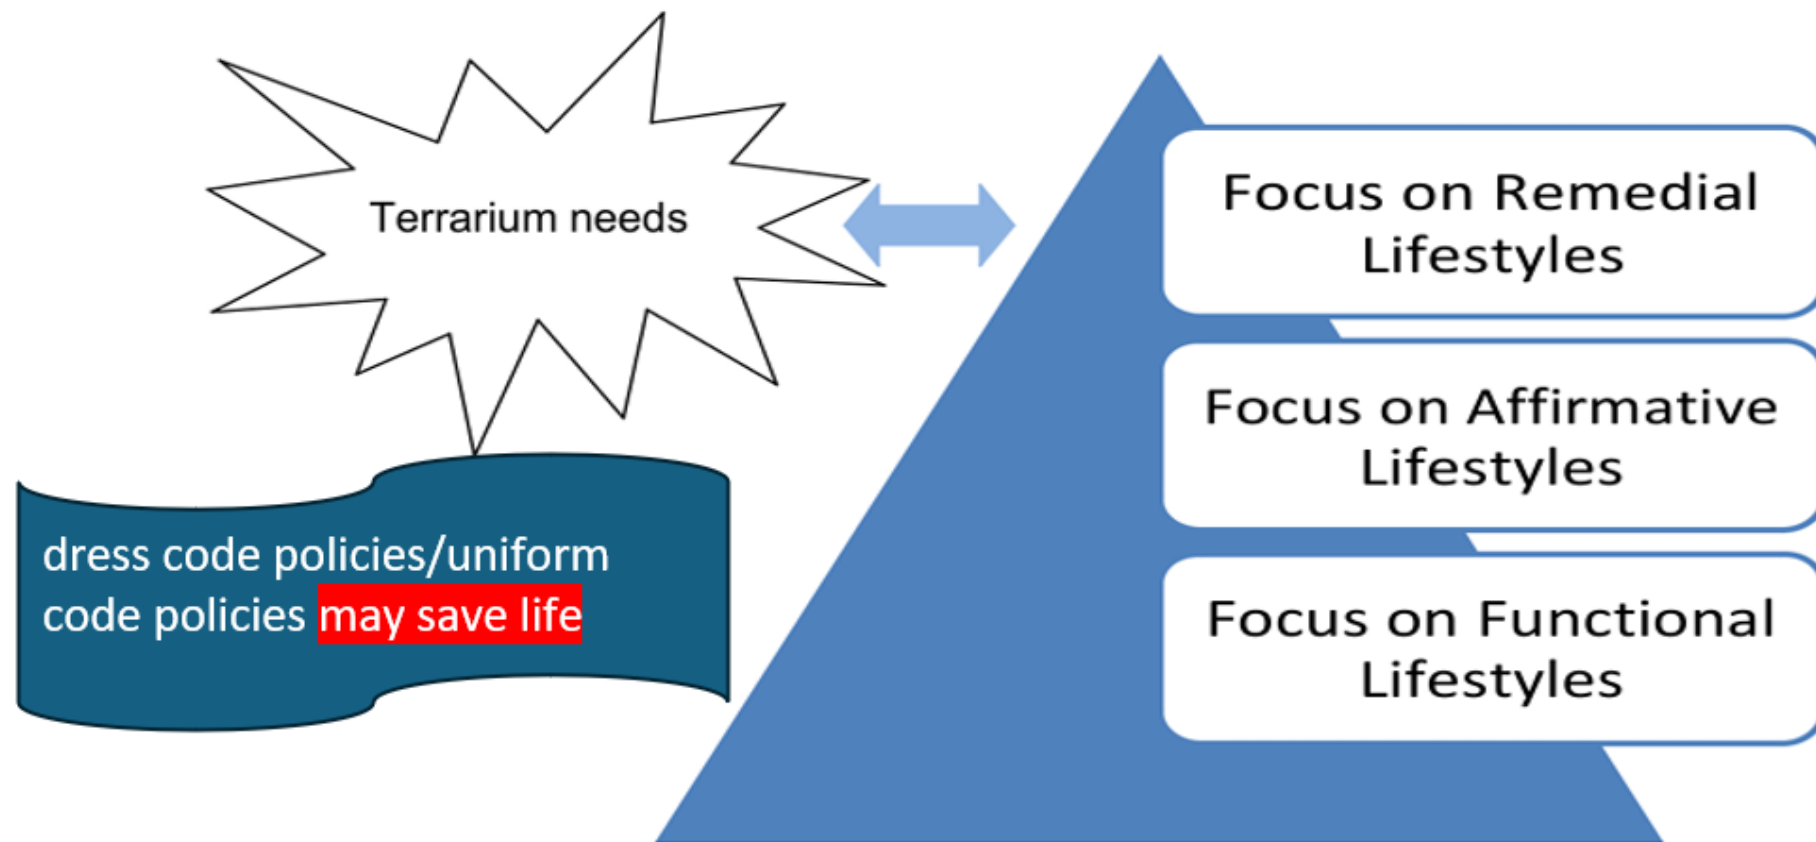 Terrarium needs
dress code policies/uniform
code policies may save life
Focus on Remedial
Lifestyles
Focus on Affirmative
Lifestyles
Focus on Functional
Lifestyles